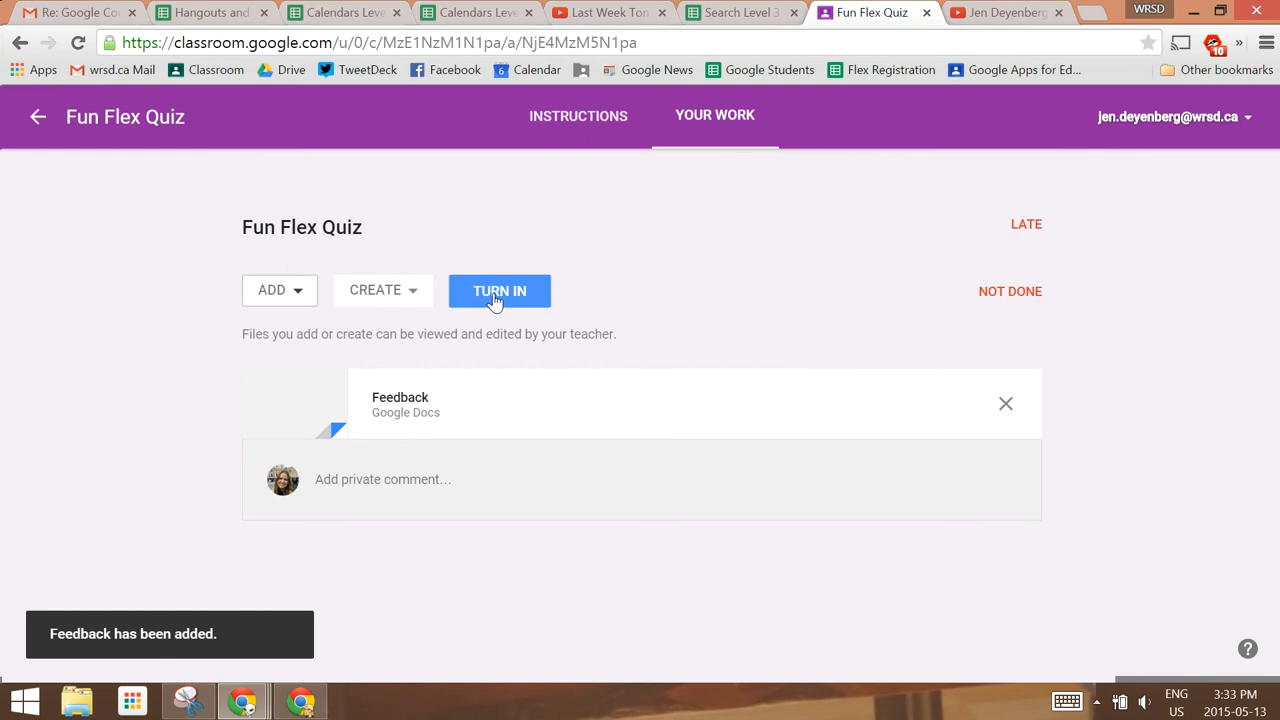 Re: Google Co
Hangouts and
Calendars Leve
Calendars Leve
Last Week Ton
Search Level 3
Fun Flex Quiz
Jen Deyenberg
WRSD
https://classroom.google.com/u/0/c/MzE1NzM1N1pa/a/NjE4MzM5N1pa
10
»
Apps
wrsd.ca Mail
Classroom
Drive
TweetDeck
Facebook
6
Calendar
Google News
Google Students
Flex Registration
Google Apps for Ed...
Other bookmarks
Fun Flex Quiz
INSTRUCTIONS
YOUR WORK
jen.deyenberg@wrsd.ca
Fun Flex Quiz
LATE
ADD
CREATE
TURN IN
NOT DONE
Files you add or create can be viewed and edited by your teacher.
Feedback
Google Docs
Add private comment...
Feedback has been added.
?
ENG
US
3:33 PM
2015-05-13